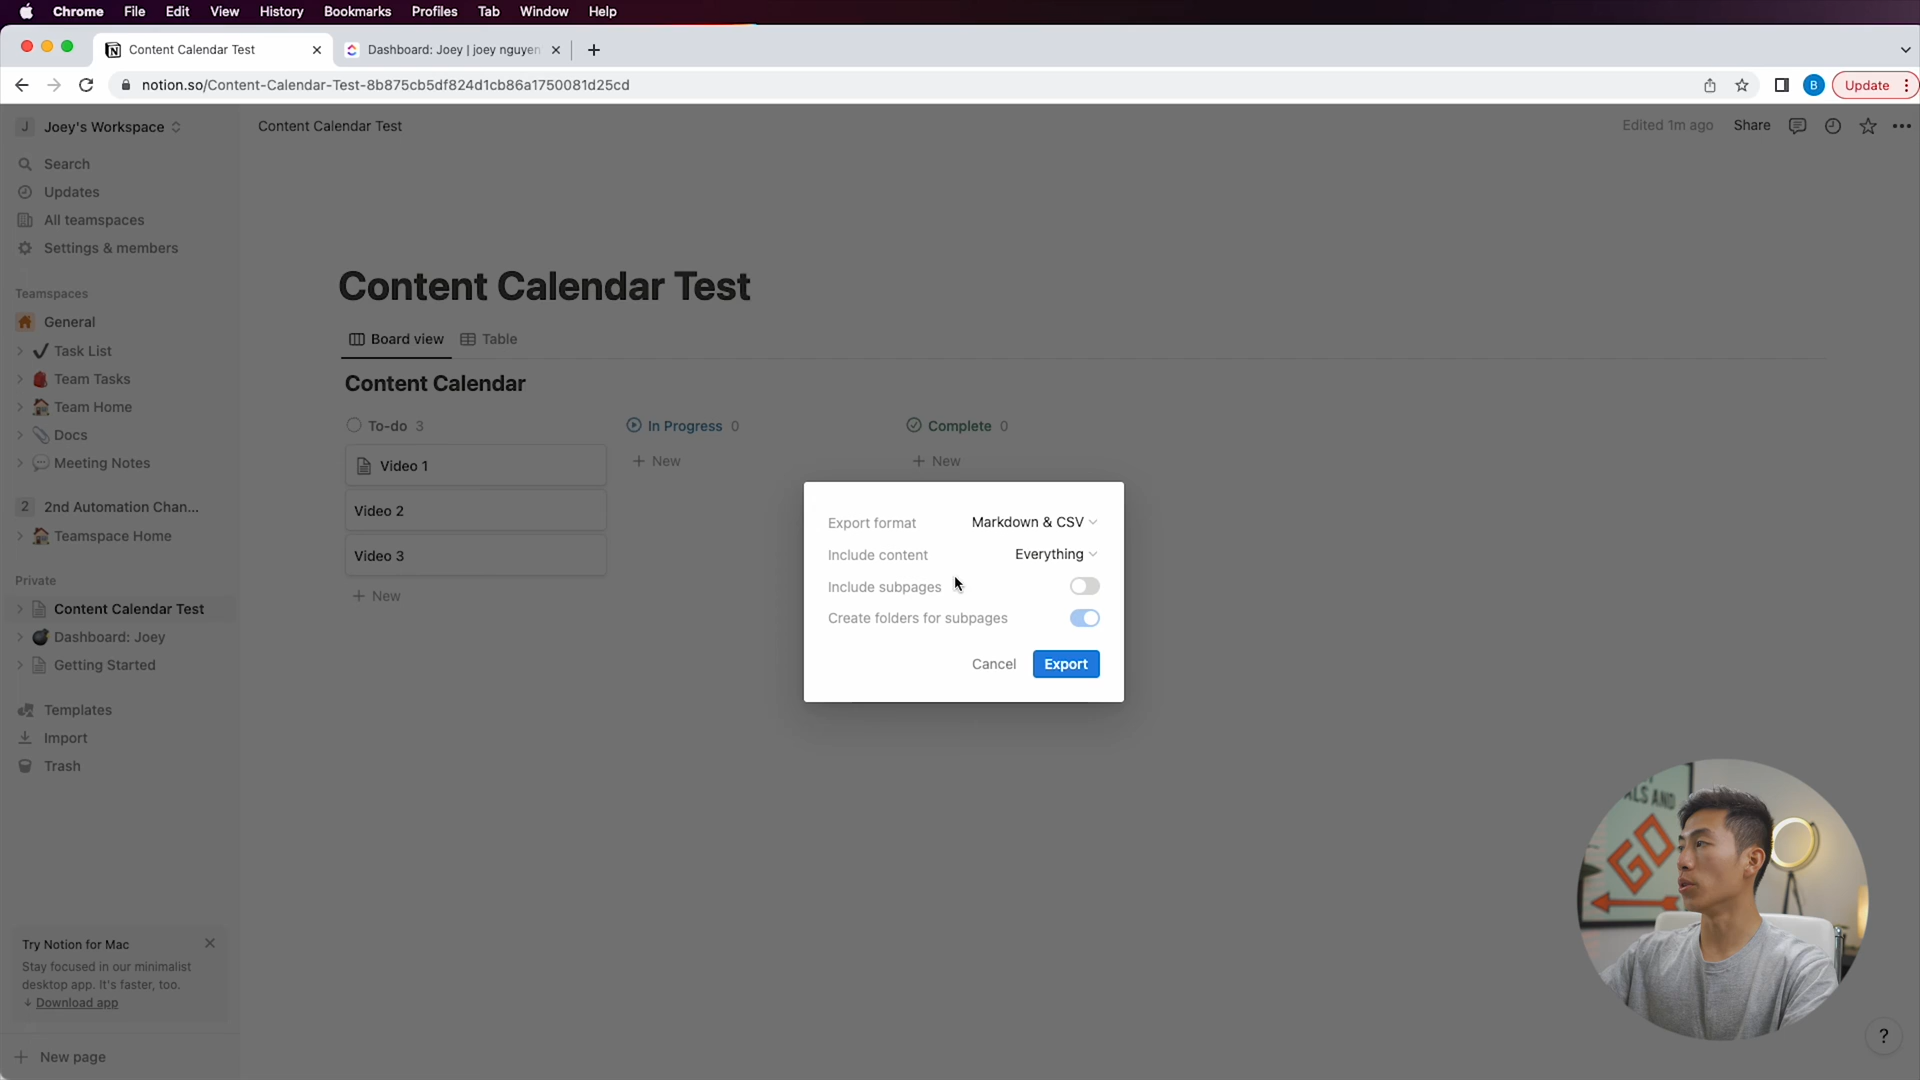 Chrome File Edit View History Bookmarks Profiles Tab Window Help
Content Calendar Test
Dashboard: Joey | joey nguyen
notion.so/Content-Calendar-Test-8b875cb5df824d1cb86a1750081d25cd
B
Update
J Joey's Workspace
Content Calendar Test
Edited 1m ago
Share
Search
Updates
All teamspaces
Settings & members
Teamspaces
General
Task List
Team Tasks
Team Home
Docs
Meeting Notes
2 2nd Automation Chan...
Teamspace Home
Private
Content Calendar Test
Dashboard: Joey
Getting Started
Templates
Import
Trash
Try Notion for Mac
Stay focused in our minimalist
desktop app. It's faster, too.
Download app
New page
Content Calendar Test
Board view
Table
Content Calendar
To-do 3
In Progress 0
Complete 0
Video 1
Video 2
Video 3
+ New
+ New
+ New
Export format
Markdown & CSV
Include content
Everything
Include subpages
Create folders for subpages
Cancel
Export
ALS AND
GO
?